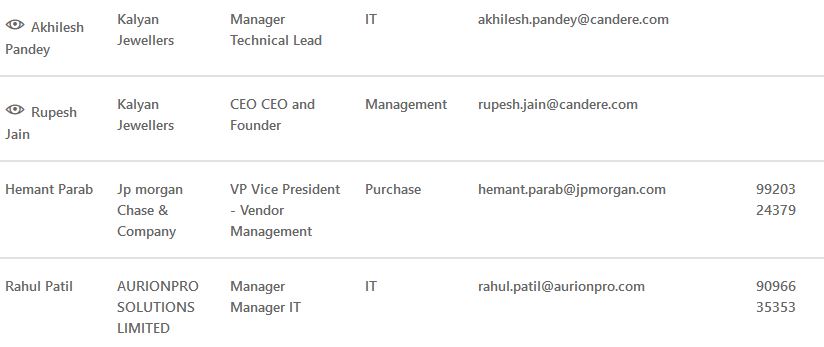 Akhilesh Pandey
Kalyan Jewellers
Manager Technical Lead
IT
akhilesh.pandey@candere.com
Rupesh Jain
Kalyan Jewellers
CEO CEO and Founder
Management
rupesh.jain@candere.com
Hemant Parab
Jp morgan Chase & Company
VP Vice President - Vendor Management
Purchase
hemant.parab@jpmorgan.com
99203 24379
Rahul Patil
AURIONPRO SOLUTIONS LIMITED
Manager Manager IT
IT
rahul.patil@aurionpro.com
90966 35353